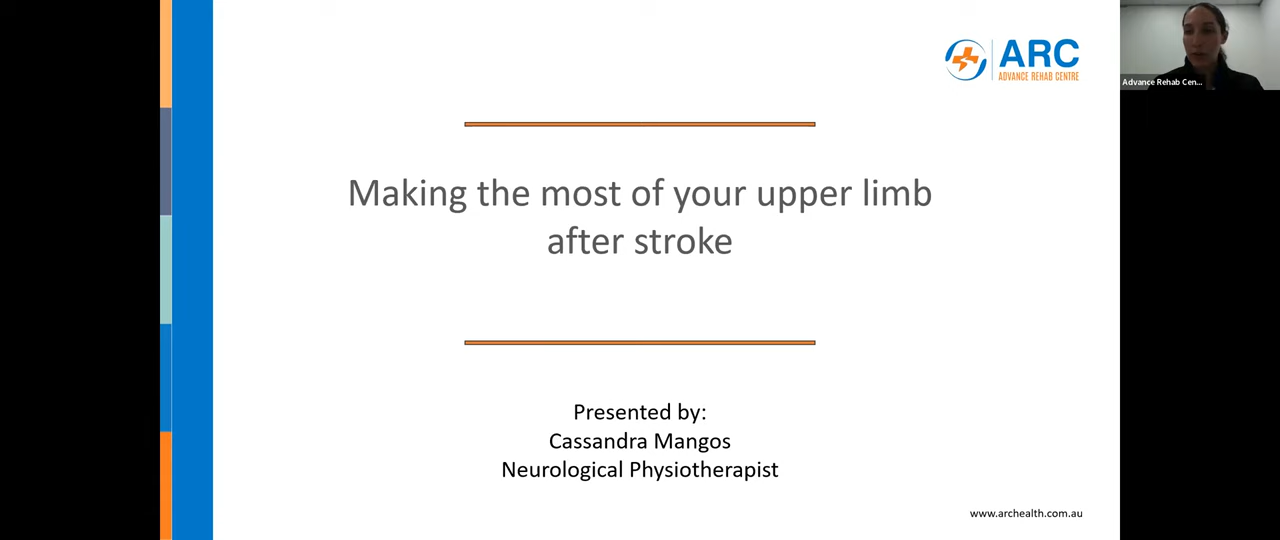 ARC
ADVANCE REHAB CENTRE
Advance Rehab Cen...
Making the most of your upper limb
after stroke
Presented by:
Cassandra Mangos
Neurological Physiotherapist
www.archealth.com.au